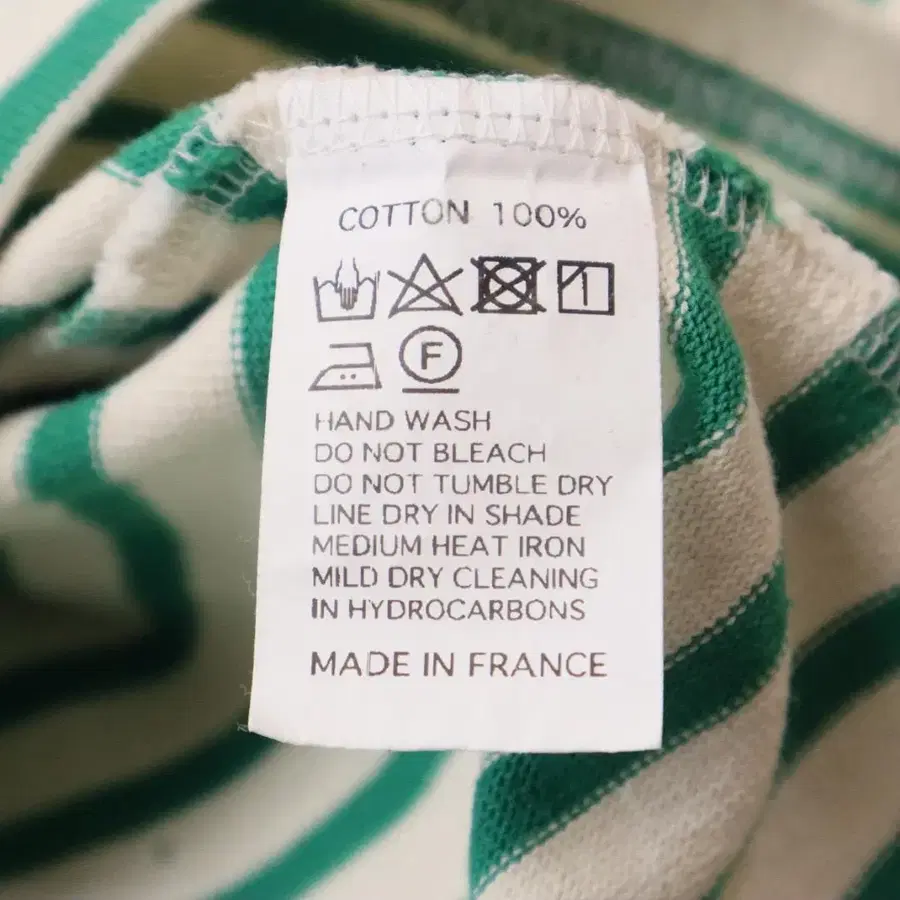 COTTON 100%
F
HAND WASH
DO NOT BLEACH
DO NOT TUMBLE DRY
LINE DRY IN SHADE
MEDIUM HEAT IRON
MILD DRY CLEANING
IN HYDROCARBONS
MADE IN FRANCE